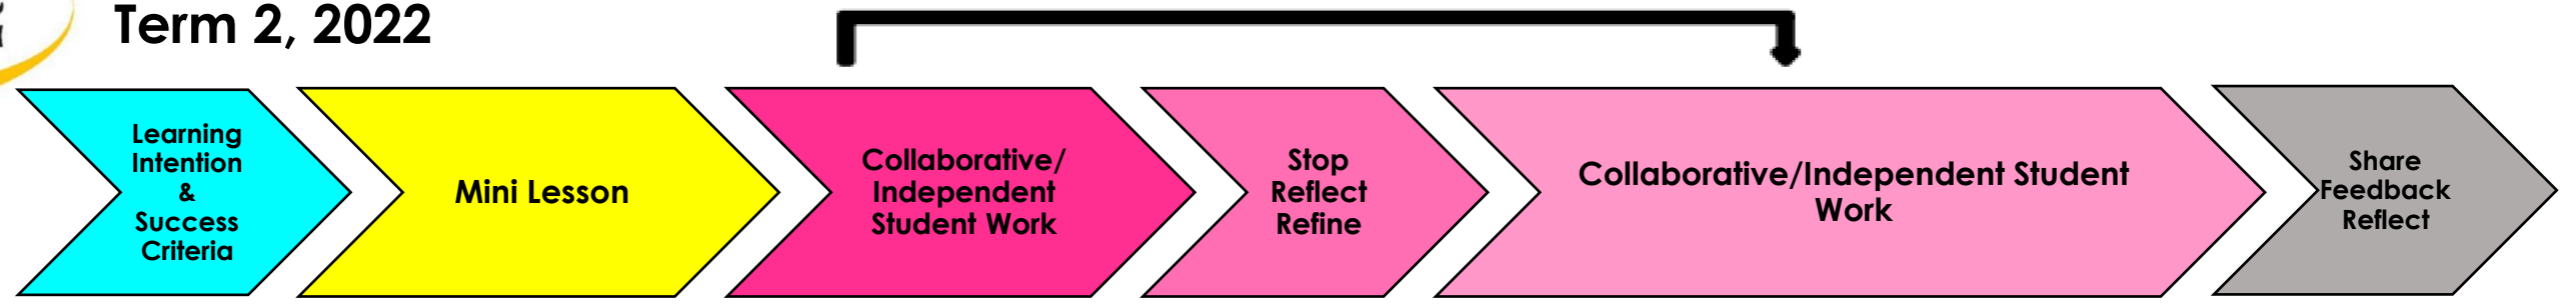 Term 2, 2022
Learning
Intention
&
Success
Criteria
Mini Lesson
Collaborative/
Independent
Student Work
Stop
Reflect
Refine
Collaborative/Independent Student
Work
Share
Feedback
Reflect